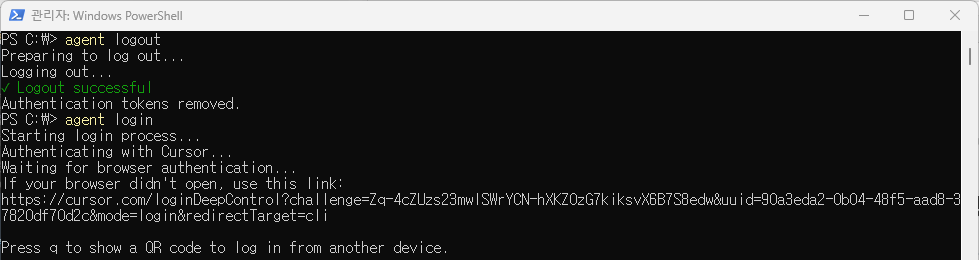 관리자: Windows PowerShell
PS C:\> agent logout
Preparing to log out...
Logging out...
✓ Logout successful
Authentication tokens removed.
PS C:\> agent login
Starting login process...
Authenticating with Cursor...
Waiting for browser authentication...
If your browser didn't open, use this link:
https://cursor.com/loginDeepControl?challenge=Zq-4cZUzs23mwlSWrYCN-hXKZOzG7kiksvX6B7S8edw&uuid=90a3eda2-0b04-48f5-aad8-3
7820df70d2c&mode=login&redirectTarget=cli
Press q to show a QR code to log in from another device.